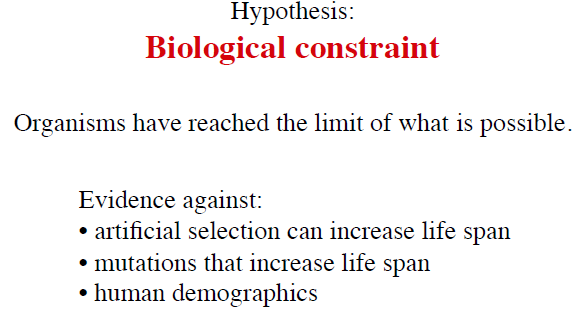 Hypothesis:
Biological constraint
Organisms have reached the limit of what is possible.
Evidence against:
• artificial selection can increase life span
• mutations that increase life span
• human demographics